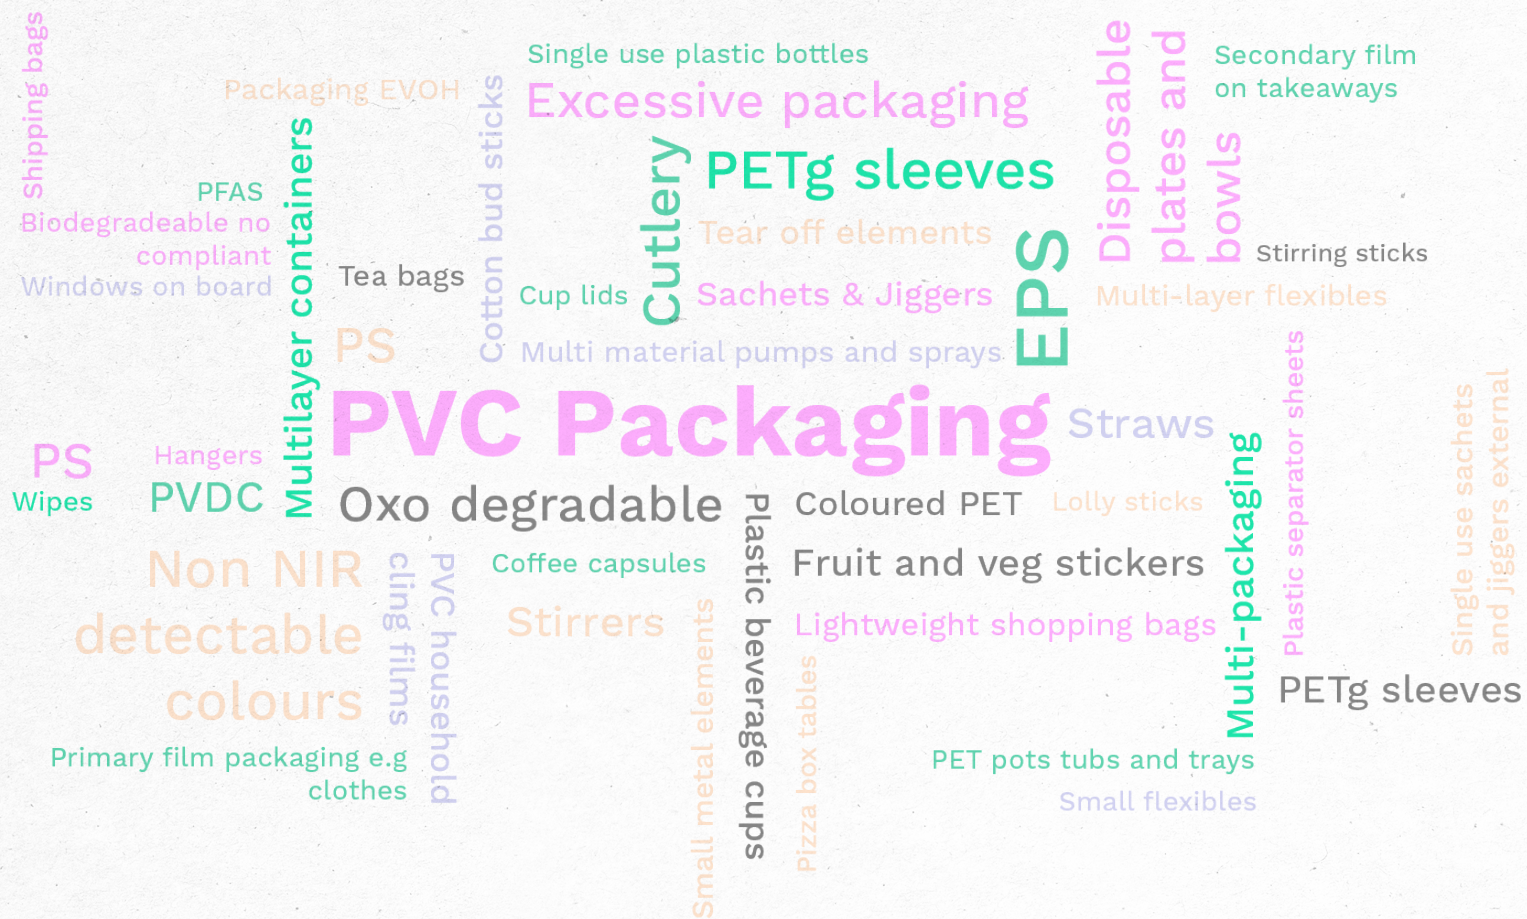 Shipping bags
Single use plastic bottles
Packaging EVOH
Excessive packaging
Disposable
plates and
bowls
Secondary film
on takeaways
Cotton bud sticks
Multilayer containers
Cutlery
PETg sleeves
PFAS
Biodegradeable no
compliant
Windows on board
Tear off elements
EPS
Stirring sticks
Tea bags
Cup lids
Sachets & Jiggers
Multi-layer flexibles
PS
Multi material pumps and sprays
PVC Packaging
Straws
Plastic separator sheets
Single use sachets
and jiggers external
PS
Hangers
Wipes
PVDC
Oxo degradable
Plastic beverage cups
Coloured PET
Lolly sticks
Multi-packaging
Non NIR
detectable
colours
PVC household
cling films
Coffee capsules
Fruit and veg stickers
Stirrers
Small metal elements
Lightweight shopping bags
Pizza box tables
PETg sleeves
Primary film packaging e.g
clothes
PET pots tubs and trays
Small flexibles